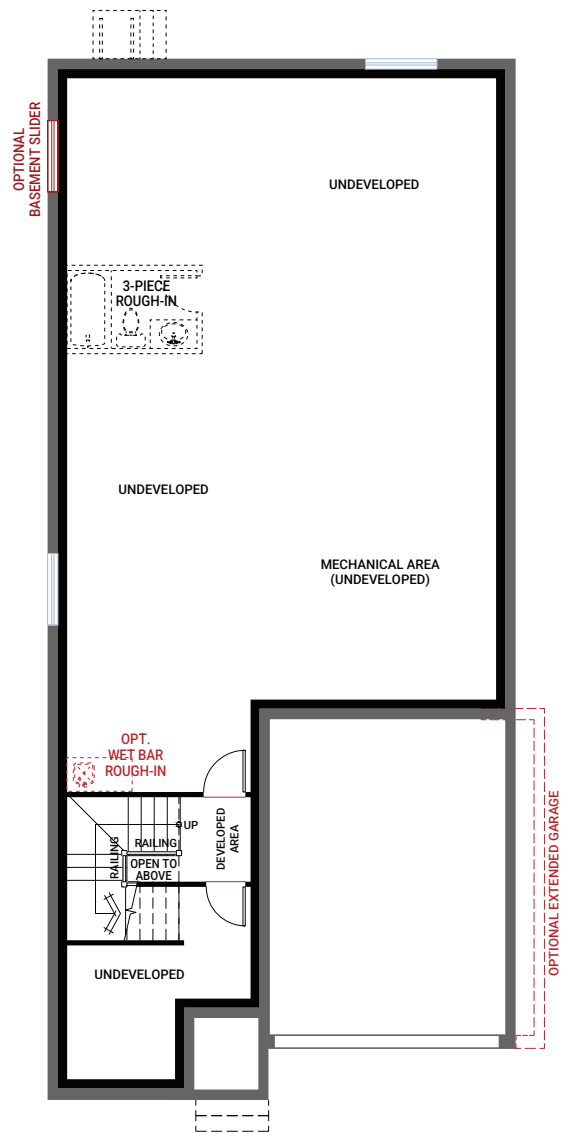 OPTIONAL
BASEMENT SLIDER
UNDEVELOPED
3-PIECE
ROUGH-IN
UNDEVELOPED
MECHANICAL AREA
(UNDEVELOPED)
OPT.
WET BAR
ROUGH-IN
UP
RAILING
RAILING
OPEN TO
ABOVE
DEVELOPED
AREA
OPTIONAL EXTENDED GARAGE
UNDEVELOPED